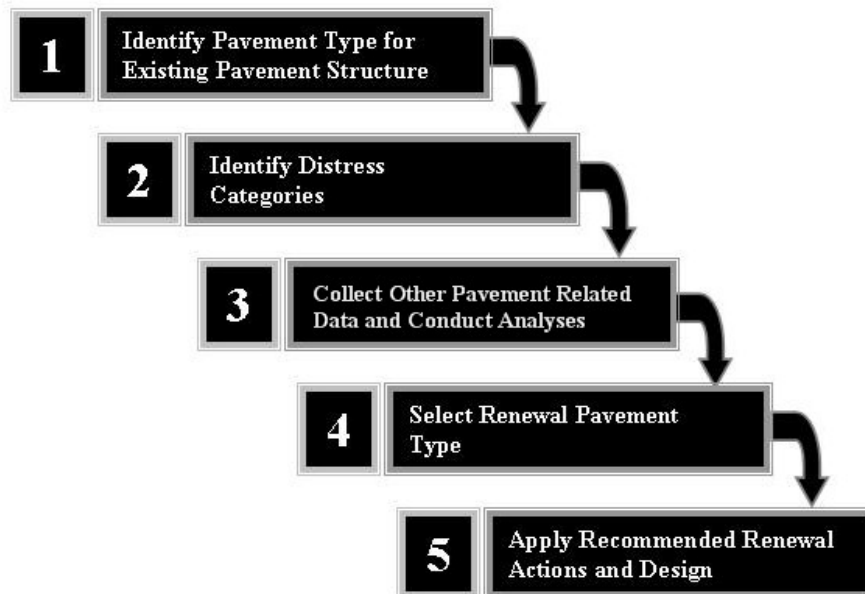 1
Identify Pavement Type for
Existing Pavement Structure
2
Identify Distress
Categories
3
Collect Other Pavement Related
Data and Conduct Analyses
4
Select Renewal Pavement
Type
5
Apply Recommended Renewal
Actions and Design